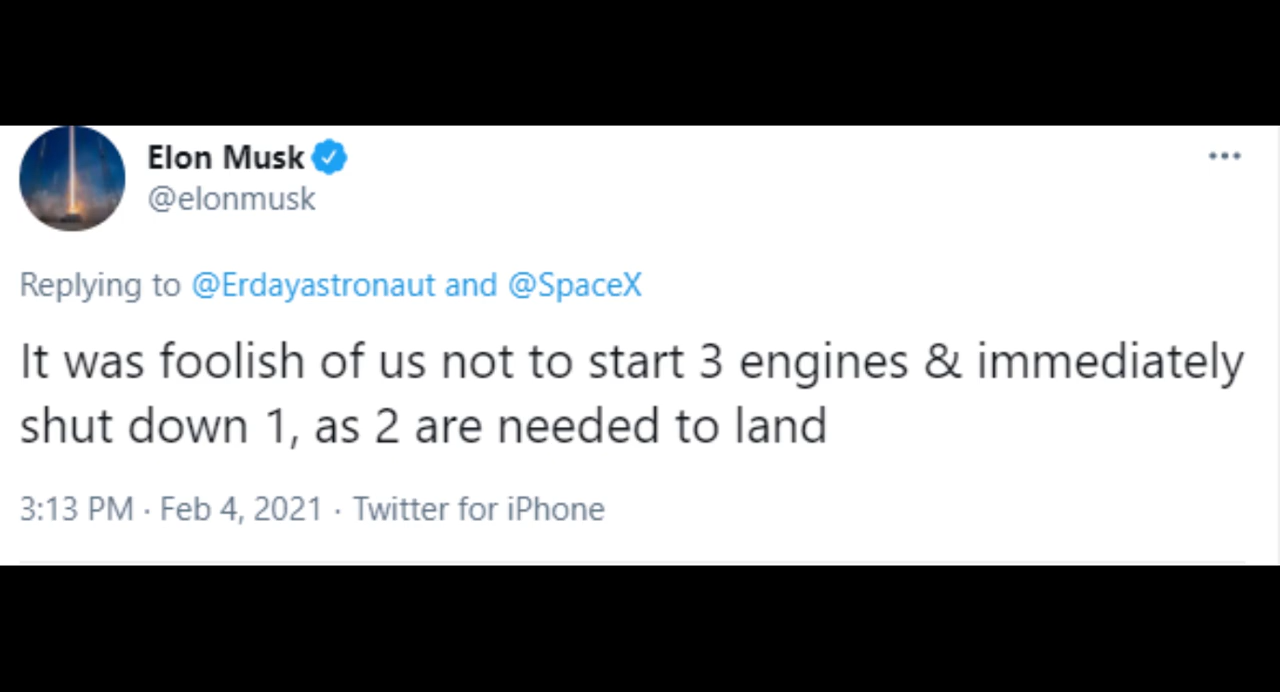 Elon Musk
@elonmusk
Replying to @Erdayastronaut and @SpaceX
It was foolish of us not to start 3 engines & immediately
shut down 1, as 2 are needed to land
3:13 PM · Feb 4, 2021 · Twitter for iPhone